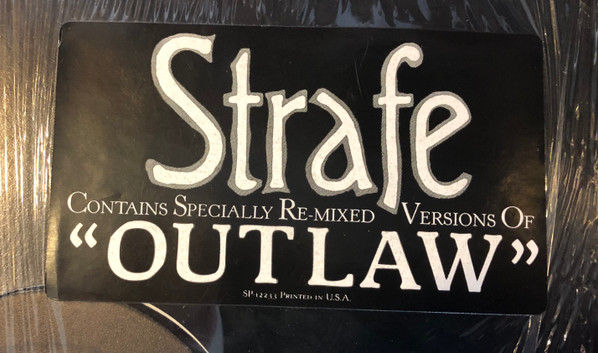 Strafe
Contains Specially Re-mixed Versions Of
“OUTLAW”
SP-12233 Printed in U.S.A.